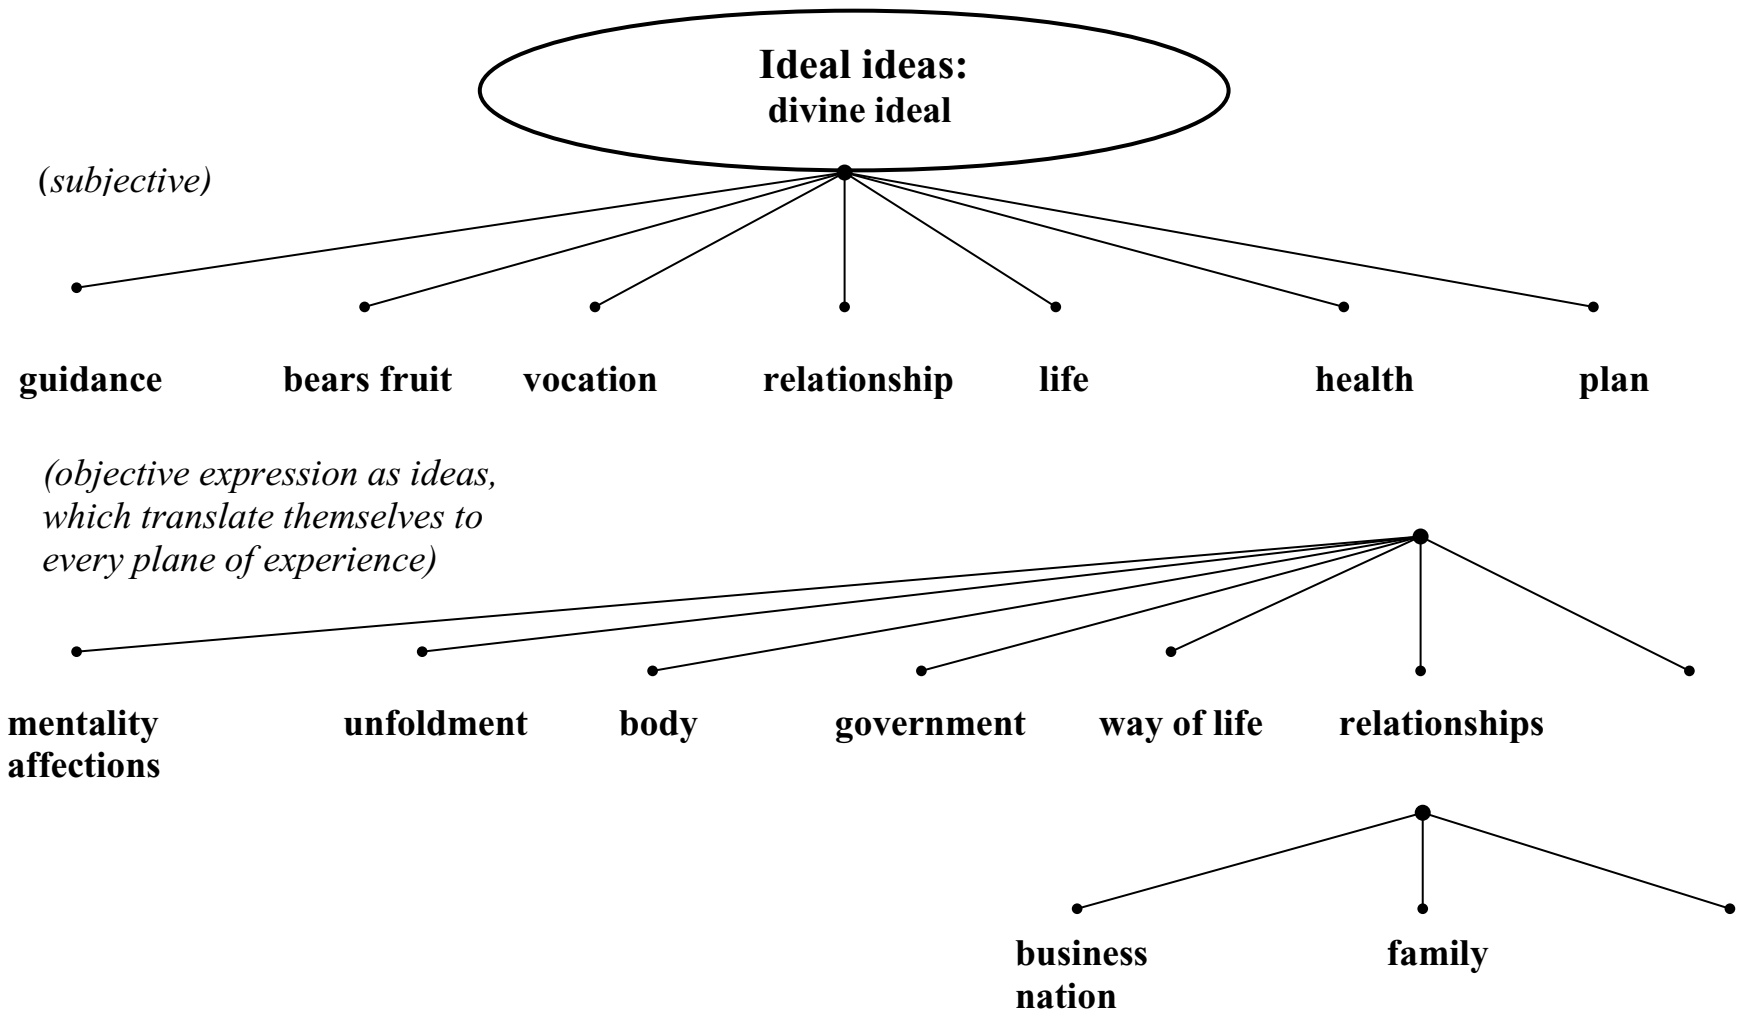 Ideal ideas:
divine ideal
(subjective)
guidance bears fruit vocation relationship life health plan
(objective expression as ideas,
which translate themselves to
every plane of experience)
mentality unfoldment body government way of life relationships
affections
business family
nation